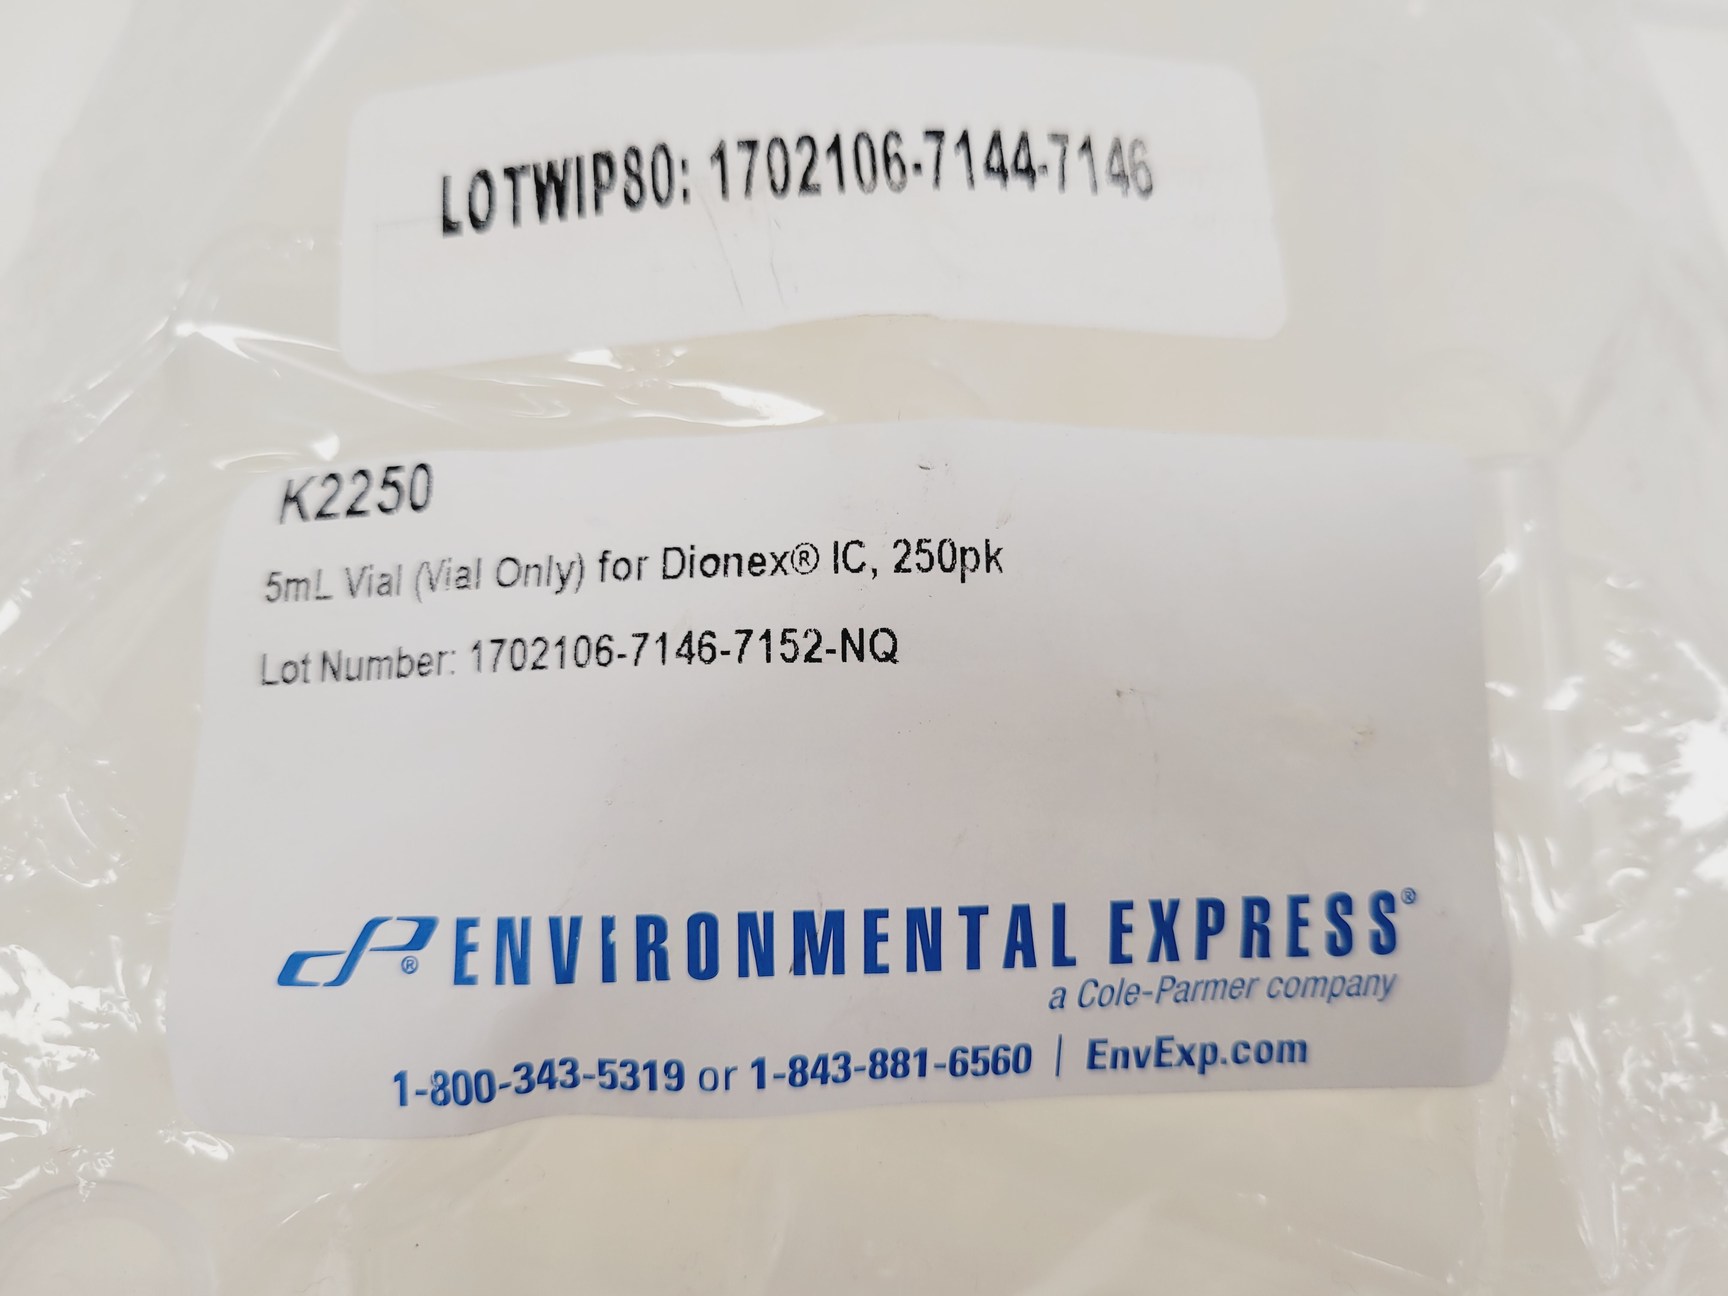 LOTWIP80: 1702106-7144-7146
K2250
5mL Vial (Vial Only) for Dionex® IC, 250pk
Lot Number: 1702106-7146-7152-NQ
® ENVIRONMENTAL EXPRESS®
a Cole-Parmer company
1-800-343-5319 or 1-843-881-6560 | EnvExp.com